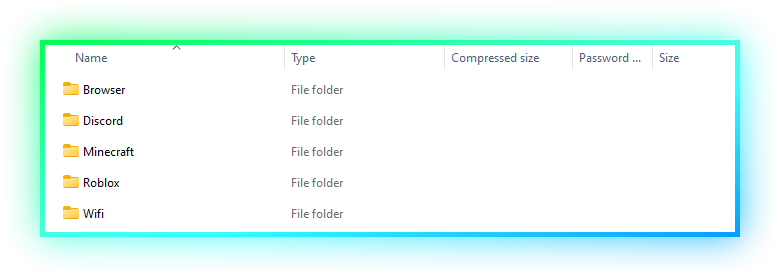 Name Type Compressed size Password ... Size
Browser File folder
Discord File folder
Minecraft File folder
Roblox File folder
Wifi File folder